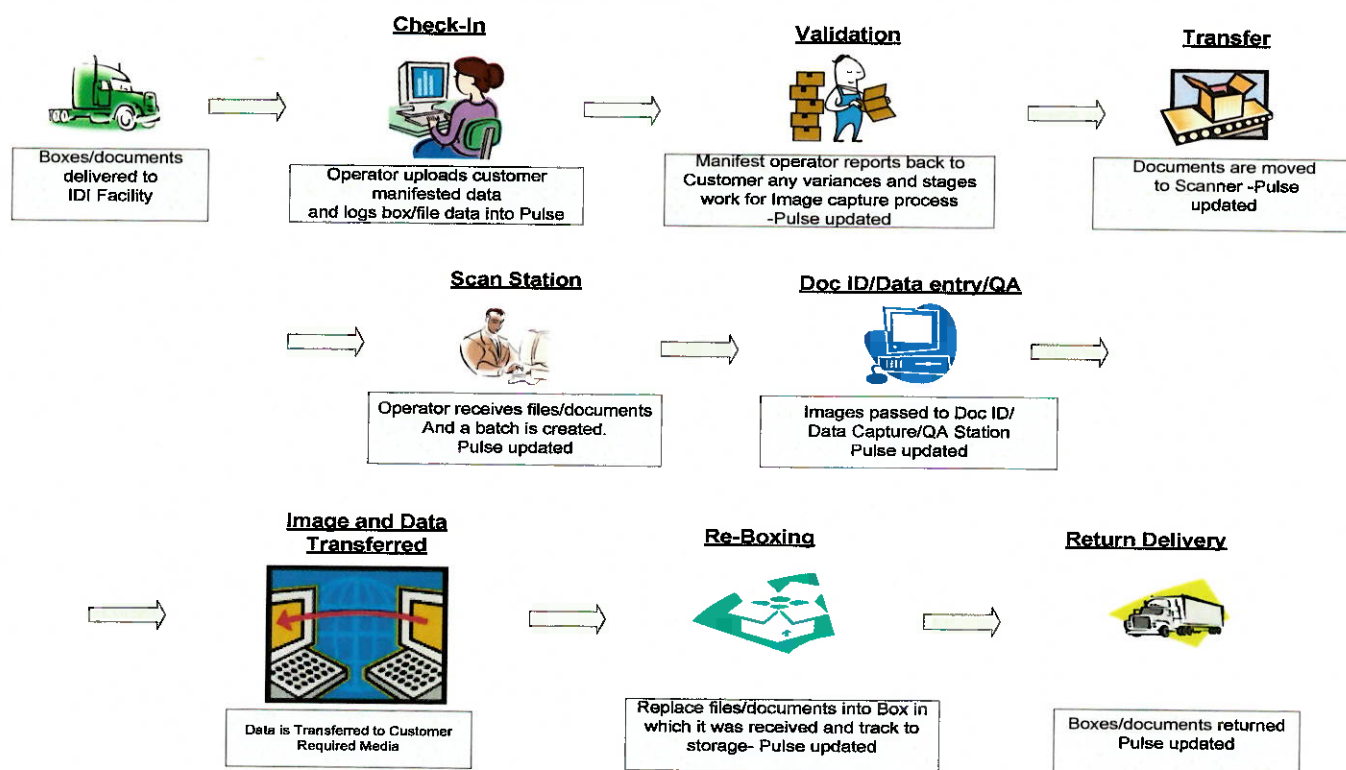 Check-In
Validation
Transfer
Boxes/documents
delivered to
IDI Facility
Operator uploads customer
manifested data
and logs box/file data into Pulse
Manifest operator reports back to
Customer any variances and stages
work for Image capture process
-Pulse updated
Documents are moved
to Scanner -Pulse
updated
Scan Station
Doc ID/Data entry/QA
Operator receives files/documents
And a batch is created.
Pulse updated
Images passed to Doc ID/
Data Capture/QA Station
Pulse updated
Image and Data
Transferred
Re-Boxing
Return Delivery
Data is Transferred to Customer
Required Media
Replace files/documents into Box in
which it was received and track to
storage- Pulse updated
Boxes/documents returned
Pulse updated